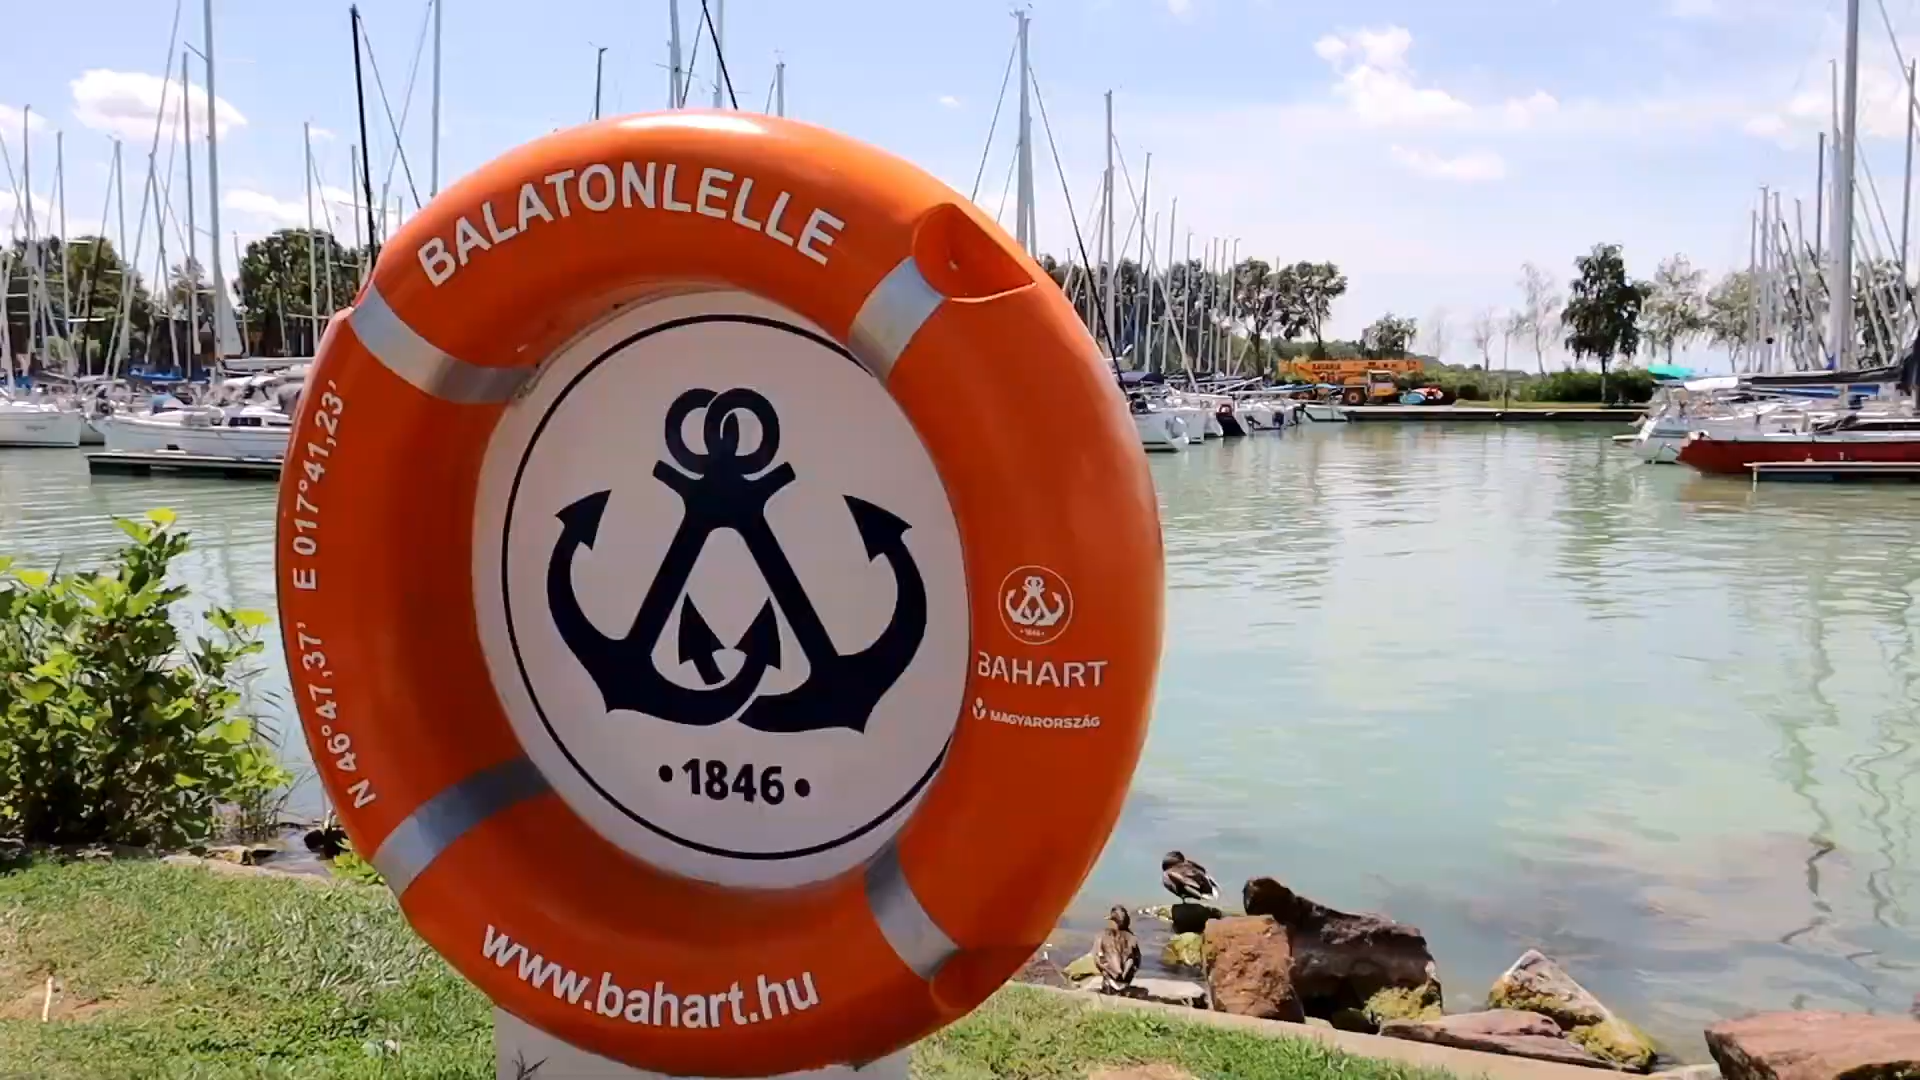 BALATONLELLE
N 46°47,37’ E 017°41,23’
• 1846 •
BAHART
MAGYARORSZÁG
www.bahart.hu